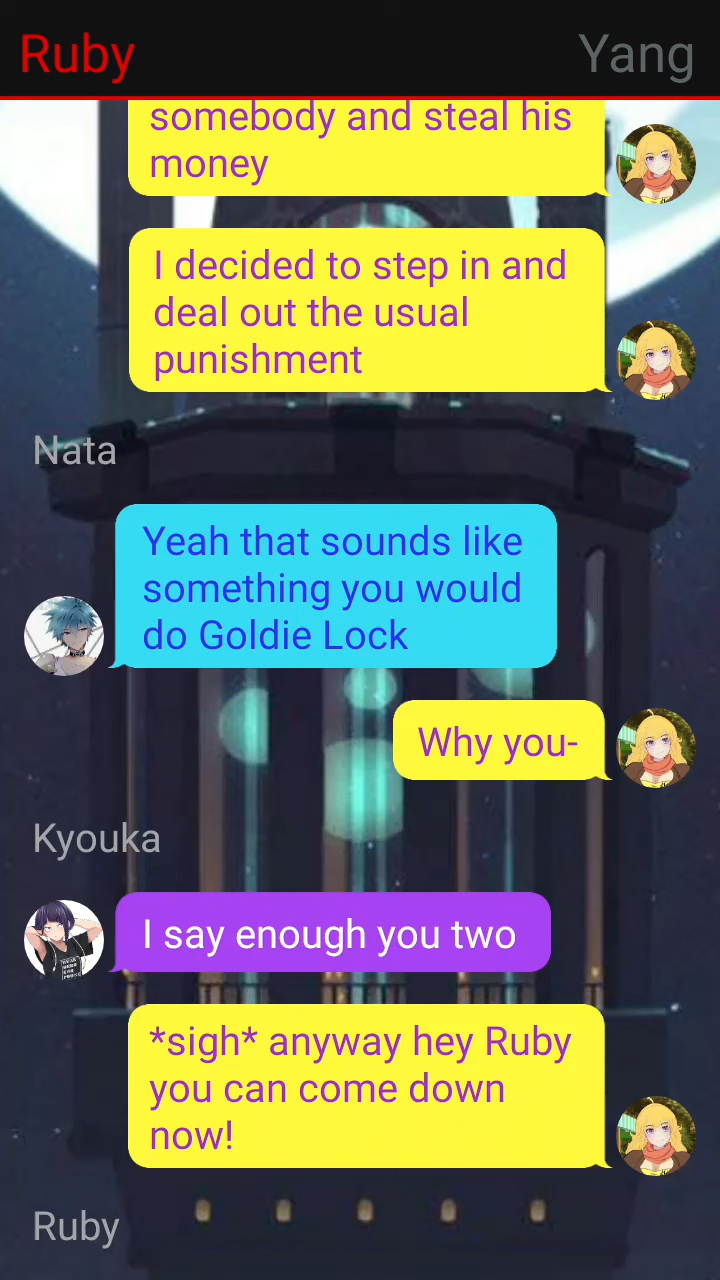 Ruby
Yang
somebody and steal his
money
I decided to step in and
deal out the usual
punishment
Nata
Yeah that sounds like
something you would
do Goldie Lock
Why you-
Kyouka
I say enough you two
*sigh* anyway hey Ruby
you can come down
now!
Ruby